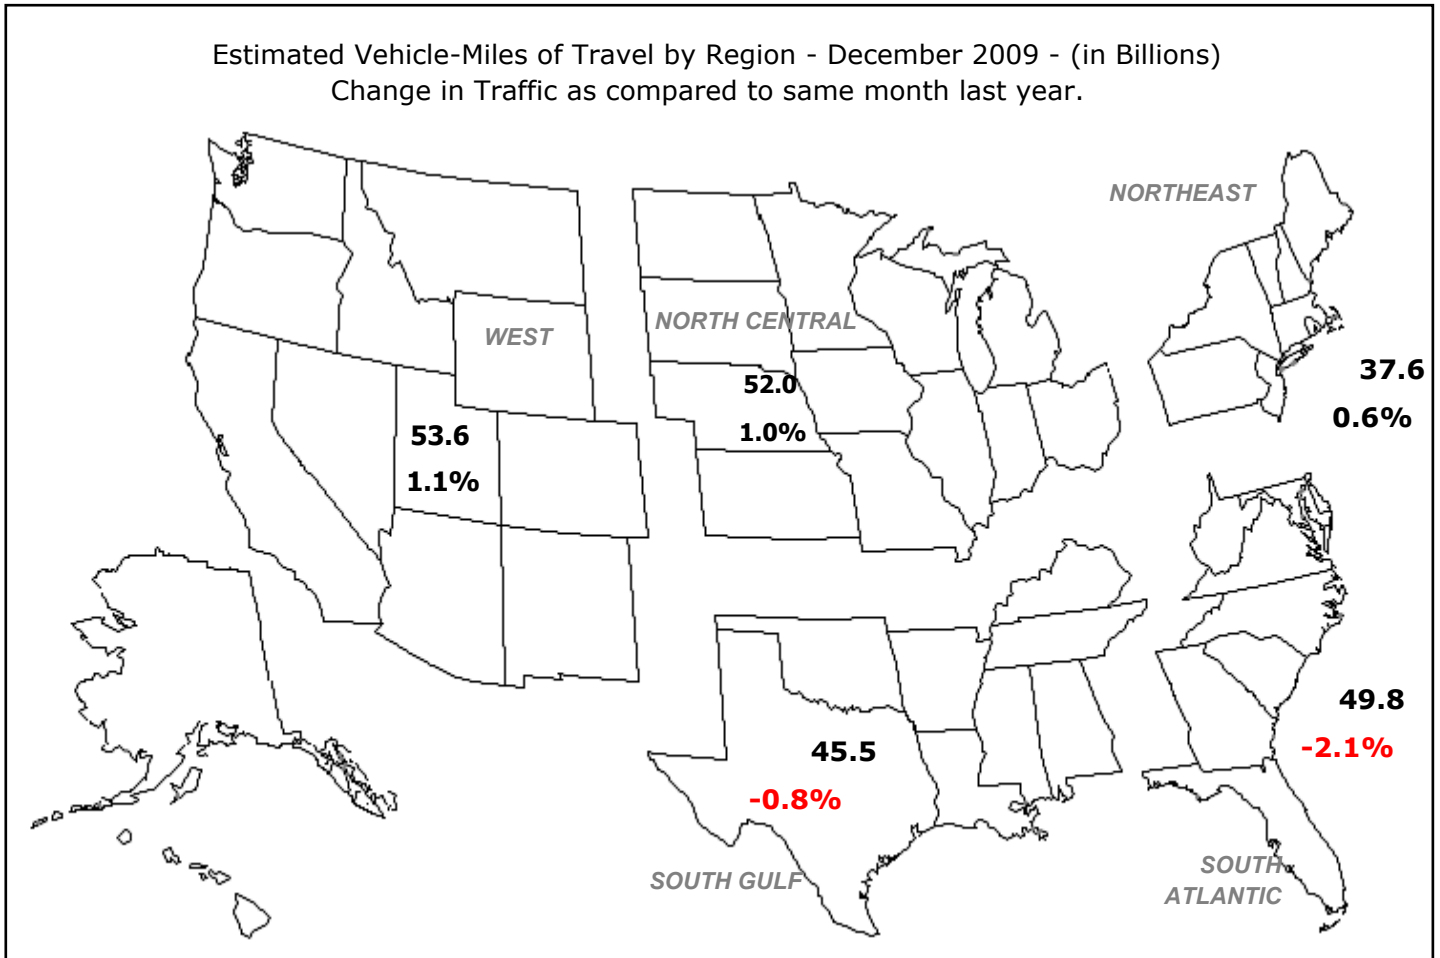 Estimated Vehicle-Miles of Travel by Region - December 2009 - (in Billions)
Change in Traffic as compared to same month last year.
NORTHEAST
WEST
NORTH CENTRAL
37.6
0.6%
52.0
1.0%
53.6
1.1%
49.8
-2.1%
45.5
-0.8%
SOUTH GULF
SOUTH
ATLANTIC